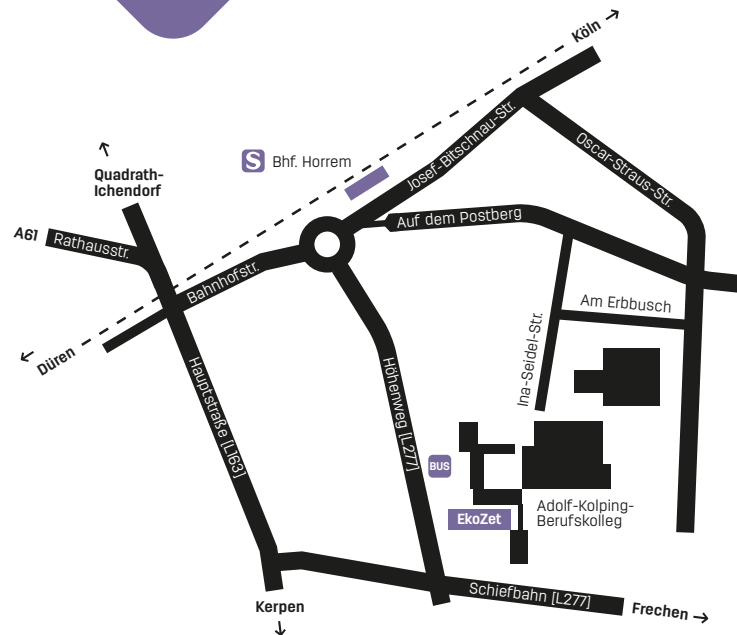 Köln
Josef-Bitschnau-Str.
Oscar-Straus-Str.
S Bhf. Horrem
Quadrath-
Ichendorf
A61 Rathausstr.
Auf dem Postberg
Bahnhofstr.
Am Erbbusch
Ina-Seidel-Str.
Düren
Hauptstraße [L163]
Höhenweg [L277]
BUS
EkoZet
Adolf-Kolping-
Berufskolleg
Schiefbahn [L277]
Kerpen
Frechen